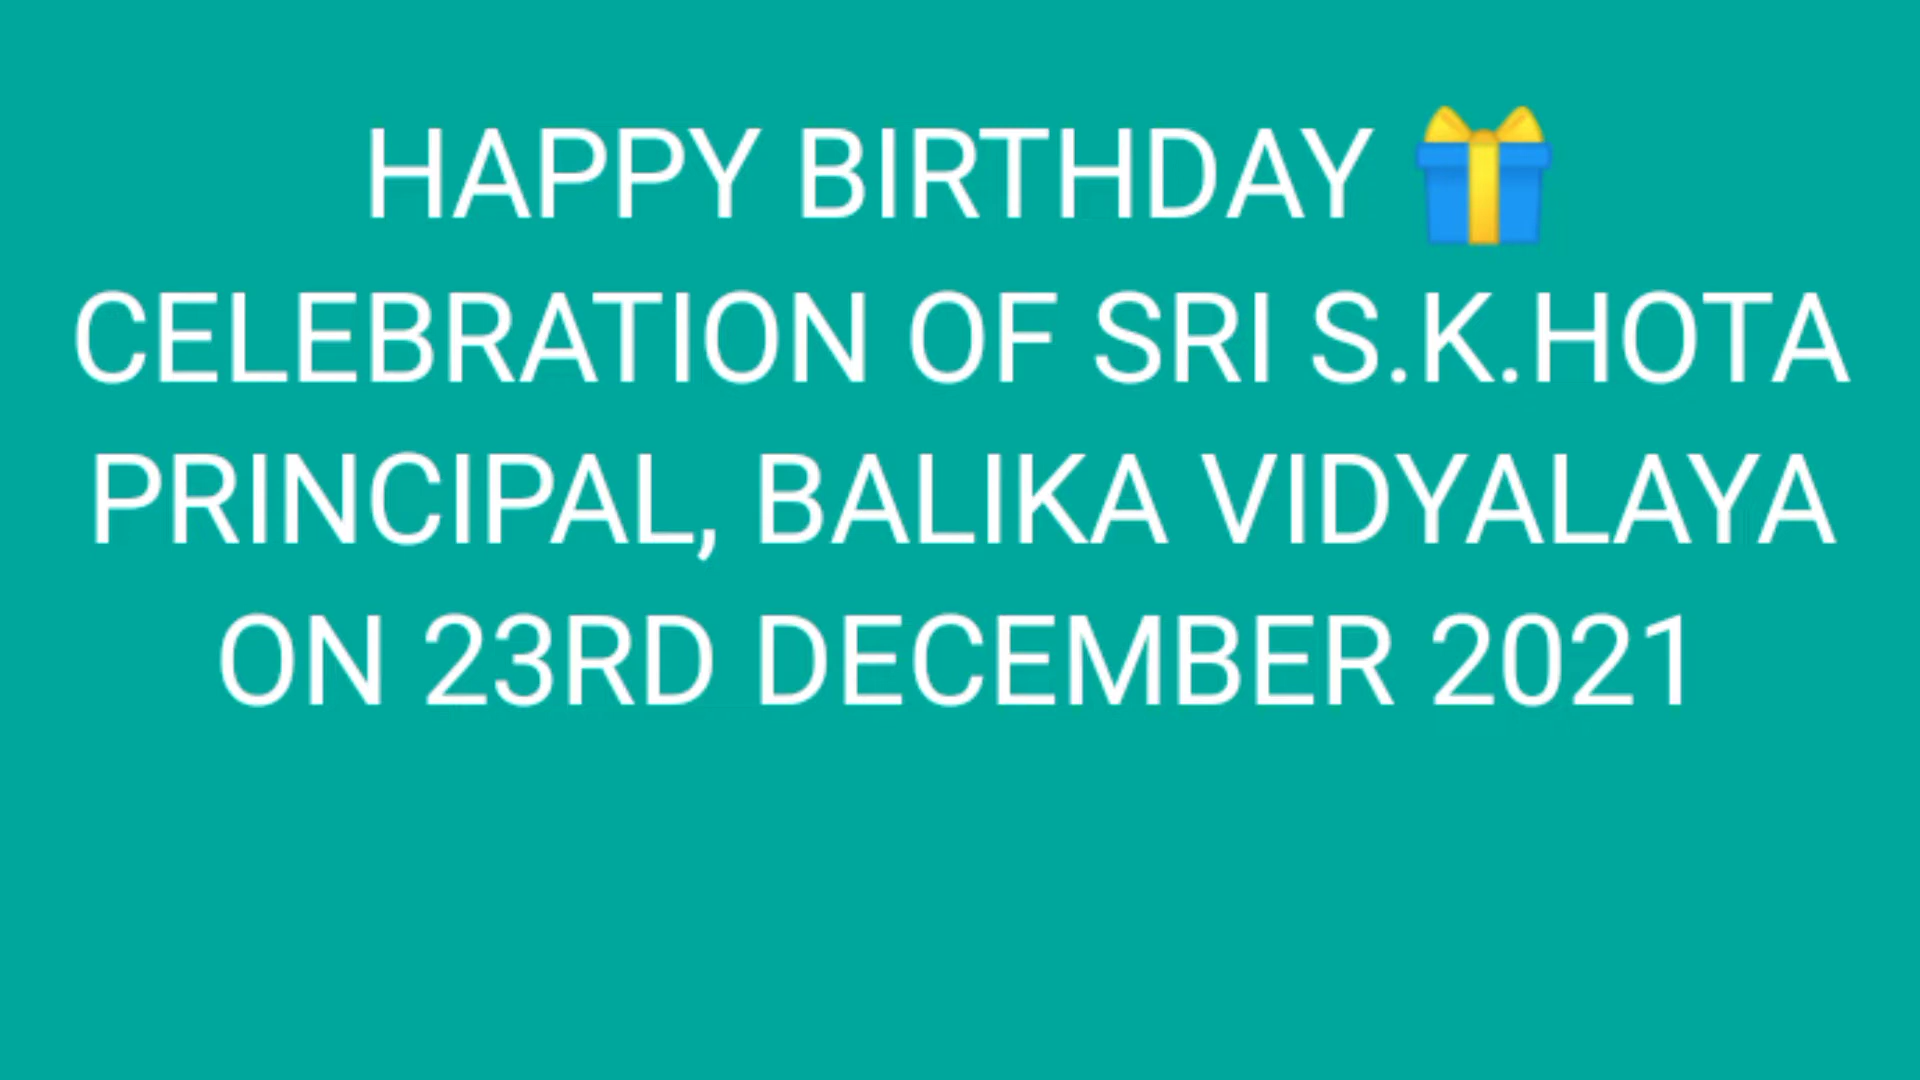 HAPPY BIRTHDAY 🎁
CELEBRATION OF SRI S.K.HOTA
PRINCIPAL, BALIKA VIDYALAYA
ON 23RD DECEMBER 2021